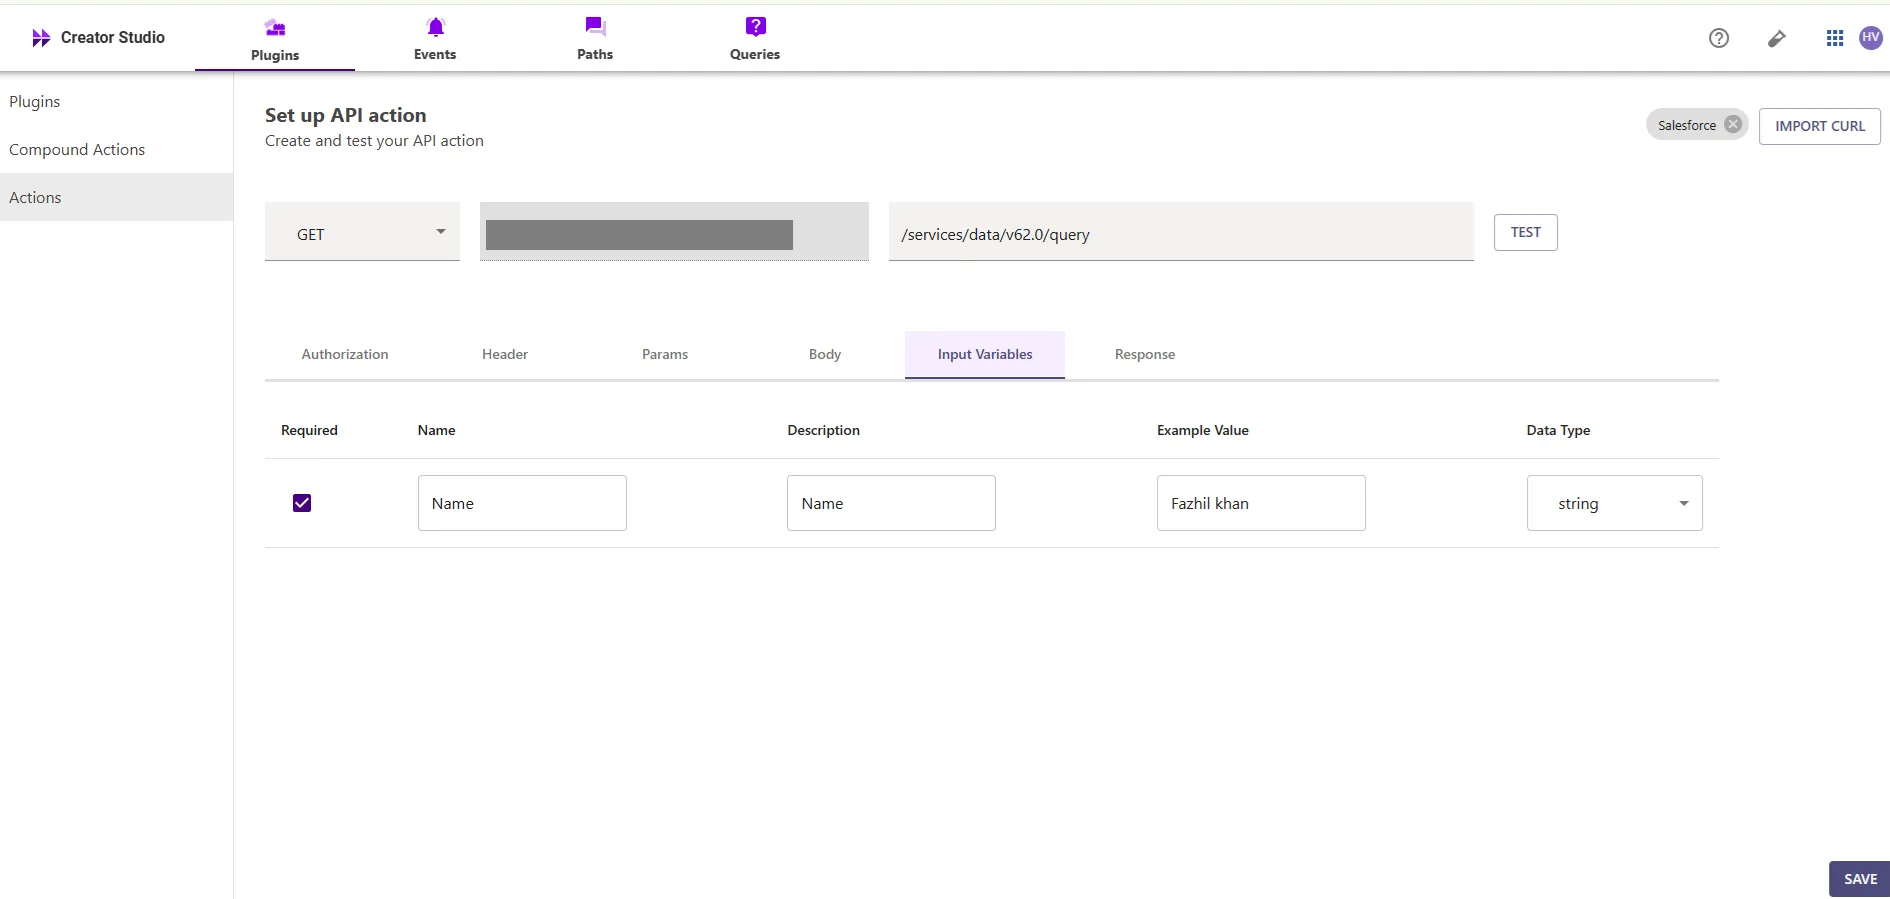 Creator Studio
Plugins
Events
Paths
Queries
HV
Plugins
Compound Actions
Actions
Set up API action
Create and test your API action
Salesforce
IMPORT CURL
GET
/services/data/v62.0/query
TEST
Authorization
Header
Params
Body
Input Variables
Response
Required
Name
Description
Example Value
Data Type
Name
Name
Fazhil khan
string
SAVE